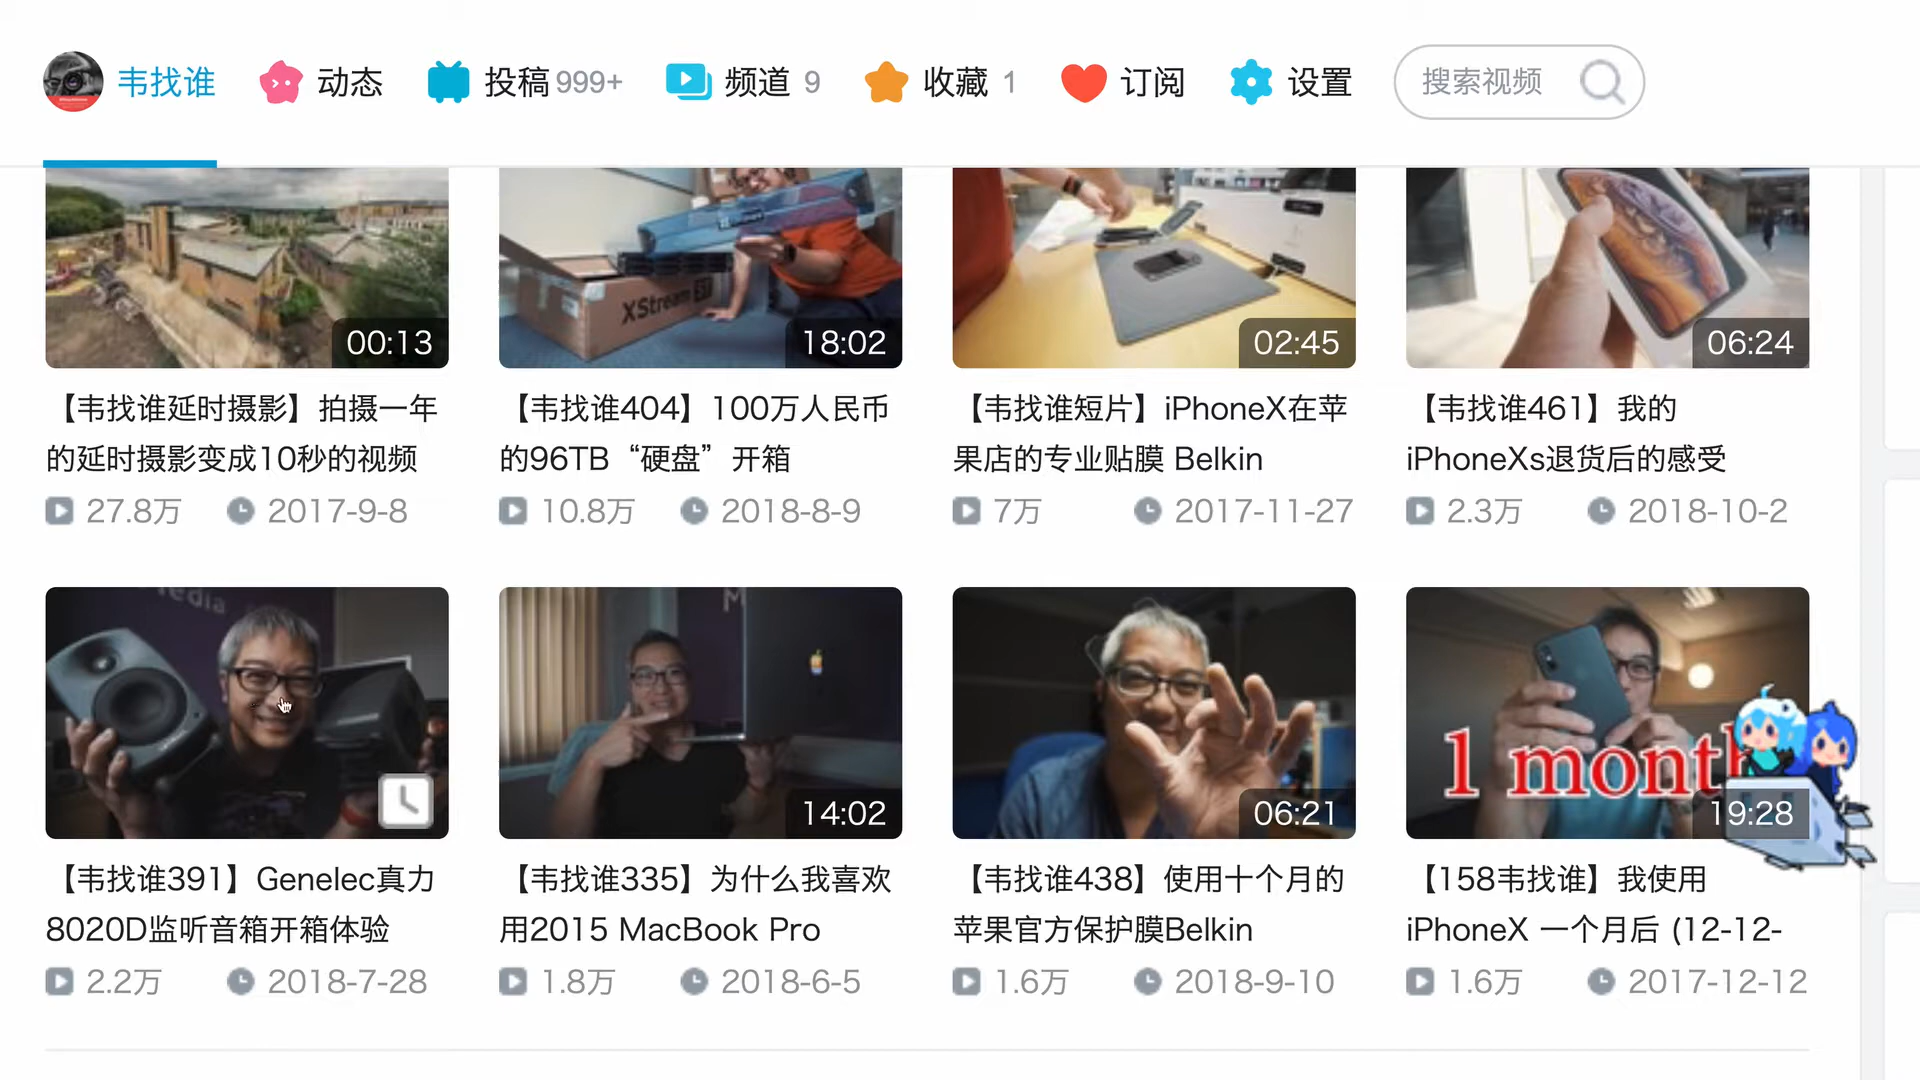 韦找谁 动态 投稿 999+ 频道 9 收藏 1 订阅 设置 搜索视频
XStream
00:13 18:02 02:45 06:24
【韦找谁延时摄影】拍摄一年 【韦找谁404】100万人民币 【韦找谁短片】iPhoneX在苹 【韦找谁461】我的
的延时摄影变成10秒的视频 的96TB“硬盘”开箱 果店的专业贴膜 Belkin iPhoneXs退货后的感受
27.8万 2017-9-8 10.8万 2018-8-9 7万 2017-11-27 2.3万 2018-10-2
1 month
14:02 06:21 19:28
【韦找谁391】Genelec真力 【韦找谁335】为什么我喜欢 【韦找谁438】使用十个月的 【158韦找谁】我使用
8020D监听音箱开箱体验 用2015 MacBook Pro 苹果官方保护膜Belkin iPhoneX 一个月后 (12-12-
2.2万 2018-7-28 1.8万 2018-6-5 1.6万 2018-9-10 1.6万 2017-12-12